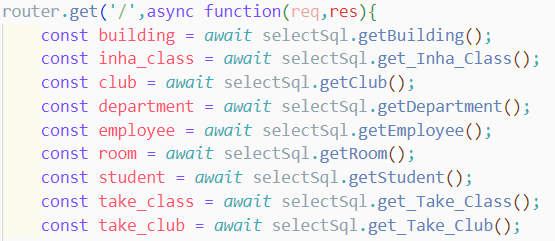 router.get('/',async function(req,res){
const building = await selectSql.getBuilding();
const inha_class = await selectSql.get_Inha_Class();
const club = await selectSql.getClub();
const department = await selectSql.getDepartment();
const employee = await selectSql.getEmployee();
const room = await selectSql.getRoom();
const student = await selectSql.getStudent();
const take_class = await selectSql.get_Take_Class();
const take_club = await selectSql.get_Take_Club();